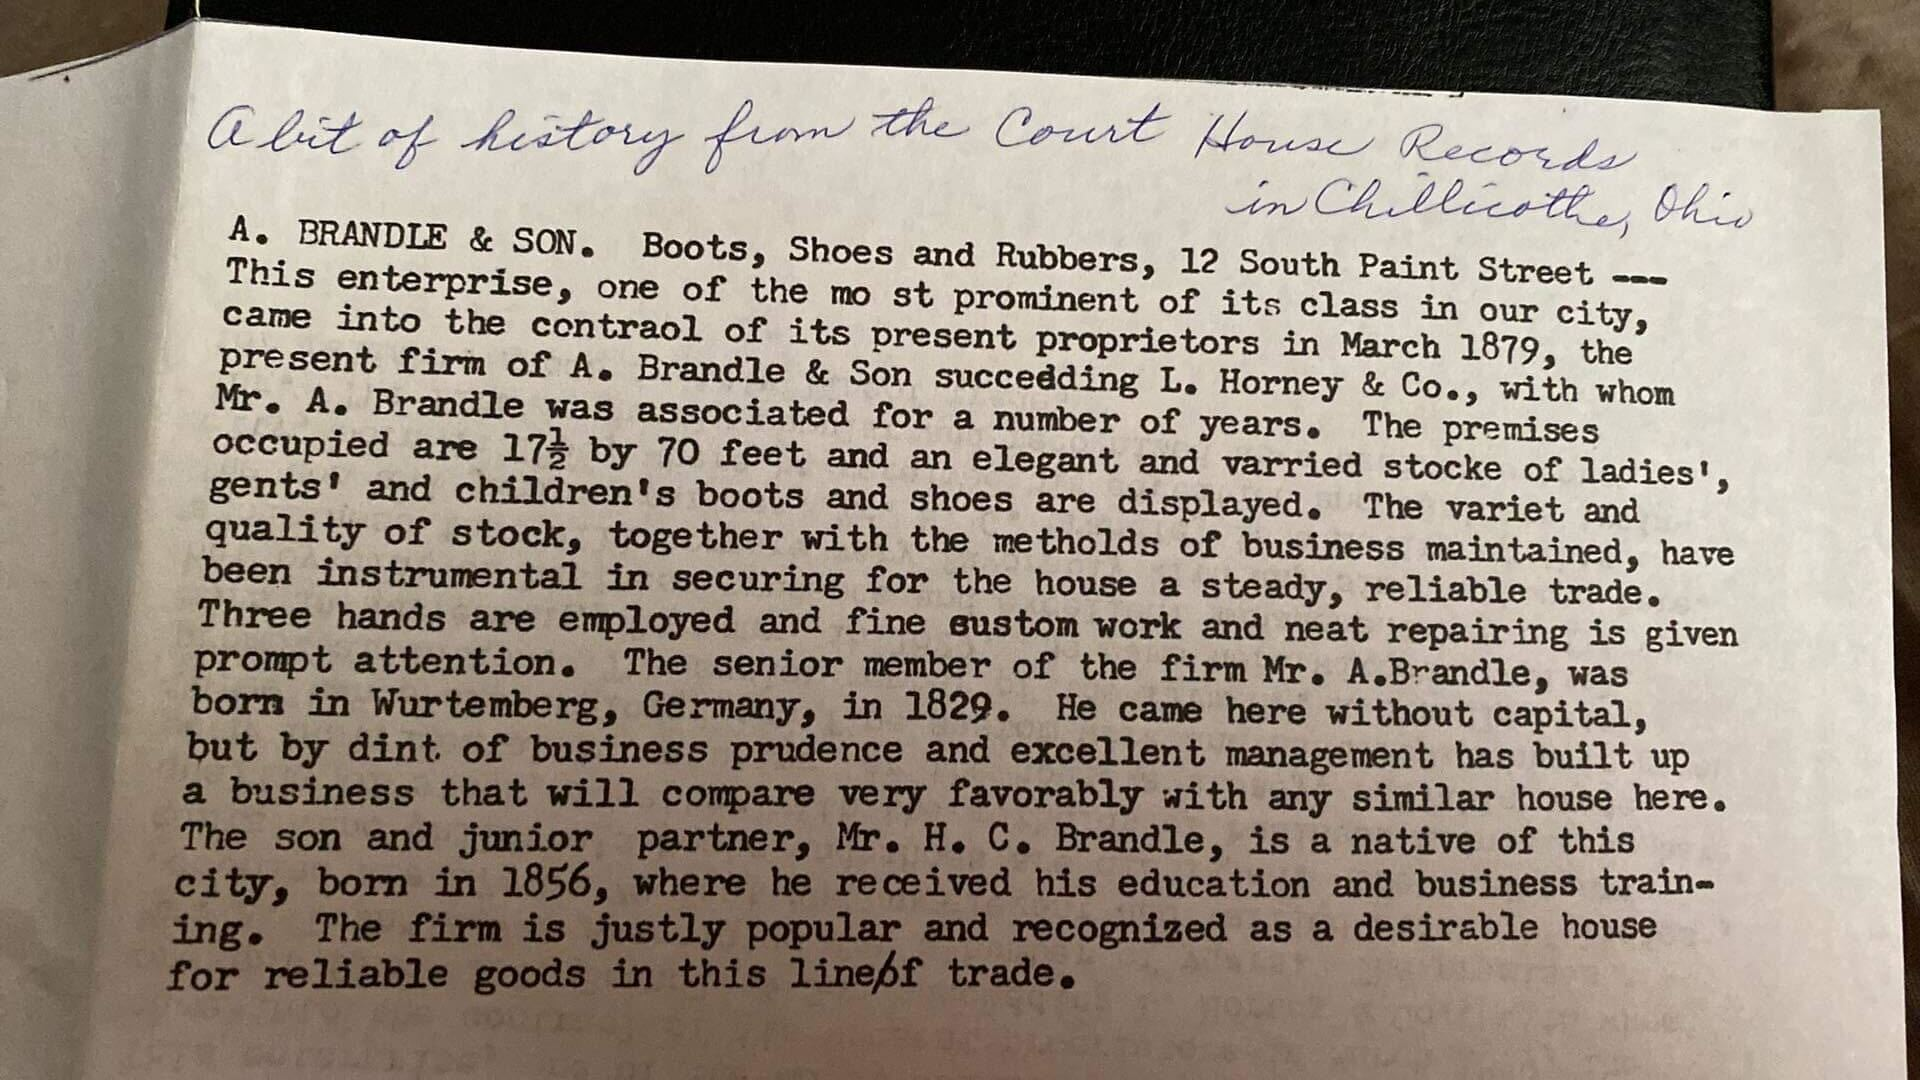 A bit of history from the Court House Records
in Chillicothe, Ohio
A. BRANDLE & SON.  Boots, Shoes and Rubbers, 12 South Paint Street ---
This enterprise, one of the mo st prominent of its class in our city,
came into the contraol of its present proprietors in March 1879, the
present firm of A. Brandle & Son succedding L. Horney & Co., with whom
Mr. A. Brandle was associated for a number of years.  The premises
occupied are 17½ by 70 feet and an elegant and varried stocke of ladies',
gents' and children's boots and shoes are displayed.  The variet and
quality of stock, together with the metholds of business maintained, have
been instrumental in securing for the house a steady, reliable trade.
Three hands are employed and fine custom work and neat repairing is given
prompt attention.  The senior member of the firm Mr. A.Brandle, was
born in Wurtemberg, Germany, in 1829.  He came here without capital,
but by dint of business prudence and excellent management has built up
a business that will compare very favorably with any similar house here.
The son and junior  partner, Mr. H. C. Brandle, is a native of this
city, born in 1856, where he received his education and business train-
ing.  The firm is justly popular and recognized as a desirable house
for reliable goods in this line/of trade.